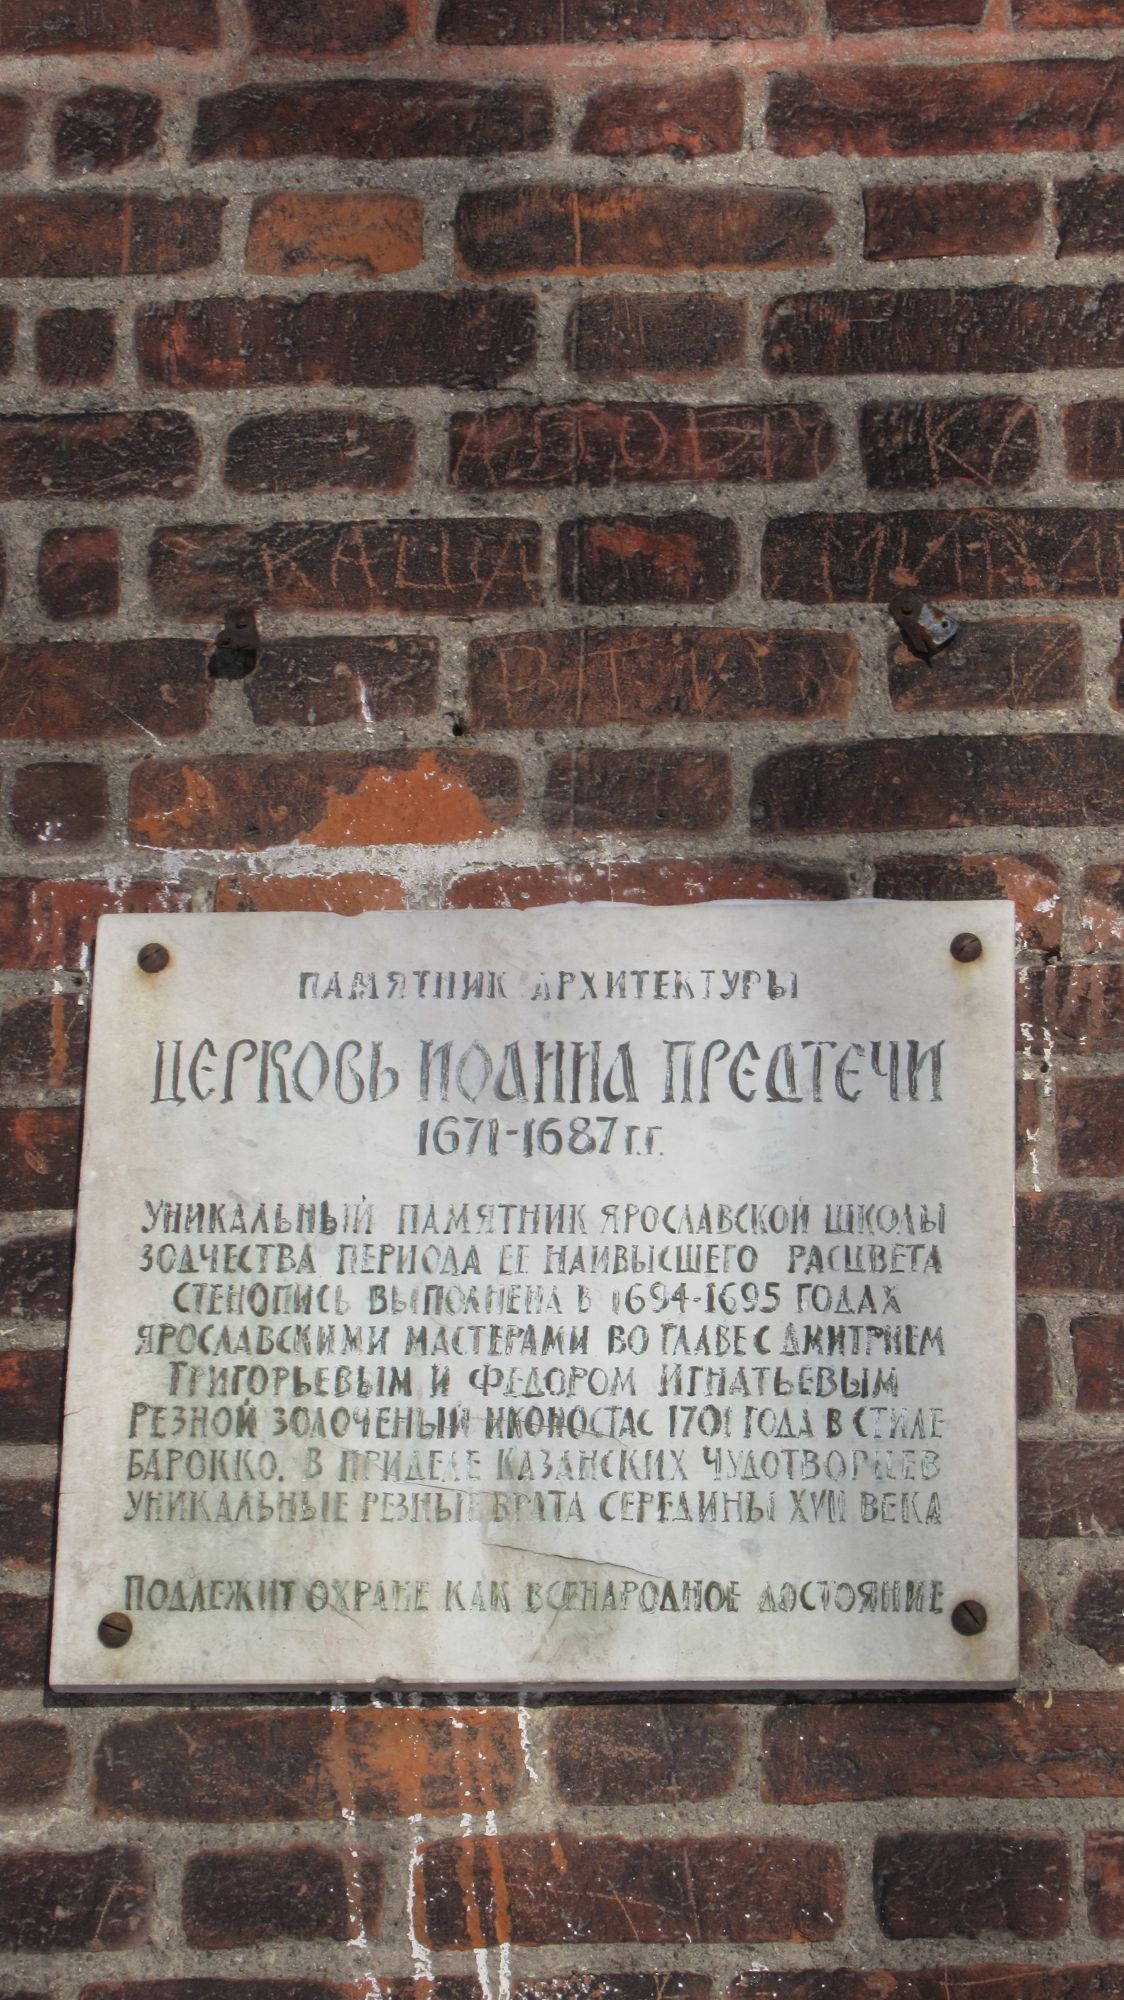 КАЩА
ВІТЯ
ПАМЯТНИК АРХИТЕКТУРЫ
ЦЕРКОВЬ ИОАННА ПРЕДТЕЧИ
1671-1687 г.г.
УНИКАЛЬНЫЙ ПАМЯТНИК ЯРОСЛАВСКОЙ ШКОЛЫ
ЗОДЧЕСТВА ПЕРИОДА ЕЕ НАИВЫСШЕГО РАСЦВЕТА
СТЕНОПИСЬ ВЫПОЛНЕНА В 1694-1695 ГОДАХ
ЯРОСЛАВСКИМИ МАСТЕРАМИ ВО ГЛАВЕ С ДМИТРИЕМ
ГРИГОРЬЕВЫМ И ФЕДОРОМ ИГНАТЬЕВЫМ
РЕЗНОЙ ЗОЛОЧЕНЫЙ ИКОНОСТАС 1701 ГОДА В СТИЛЕ
БАРОККО. В ПРИДЕЛЕ КАЗАНСКИХ ЧУДОТВОРЦЕВ
УНИКАЛЬНЫЕ РЕЗНЫЕ ВРАТА СЕРЕДИНЫ XVII ВЕКА
ПОДЛЕЖИТ ОХРАНЕ КАК ВСЕНАРОДНОЕ ДОСТОЯНИЕ